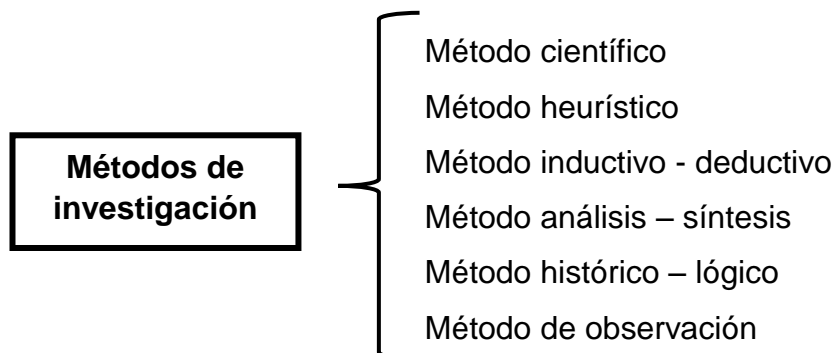 Métodos de
investigación
Método científico
Método heurístico
Método inductivo - deductivo
Método análisis – síntesis
Método histórico – lógico
Método de observación